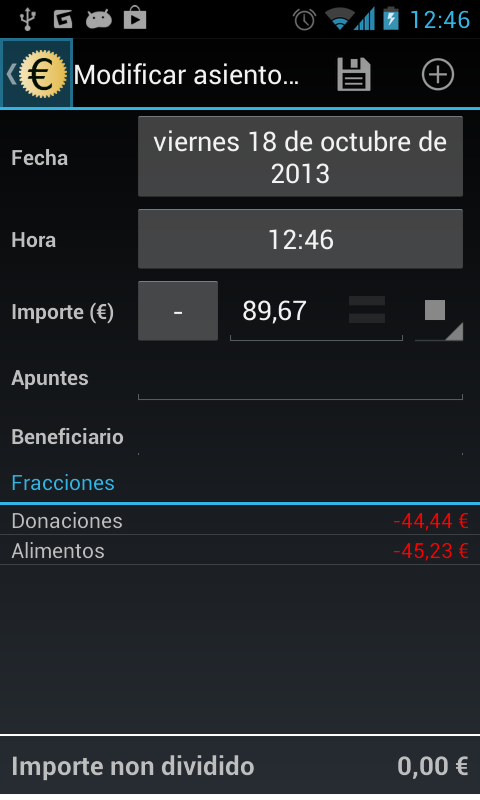 12:46
€ Modificar asiento...
Fecha
viernes 18 de octubre de
2013
Hora
12:46
Importe (€)
- 89,67
Apuntes
Beneficiario
Fracciones
Donaciones -44,44 €
Alimentos -45,23 €
Importe non dividido 0,00 €